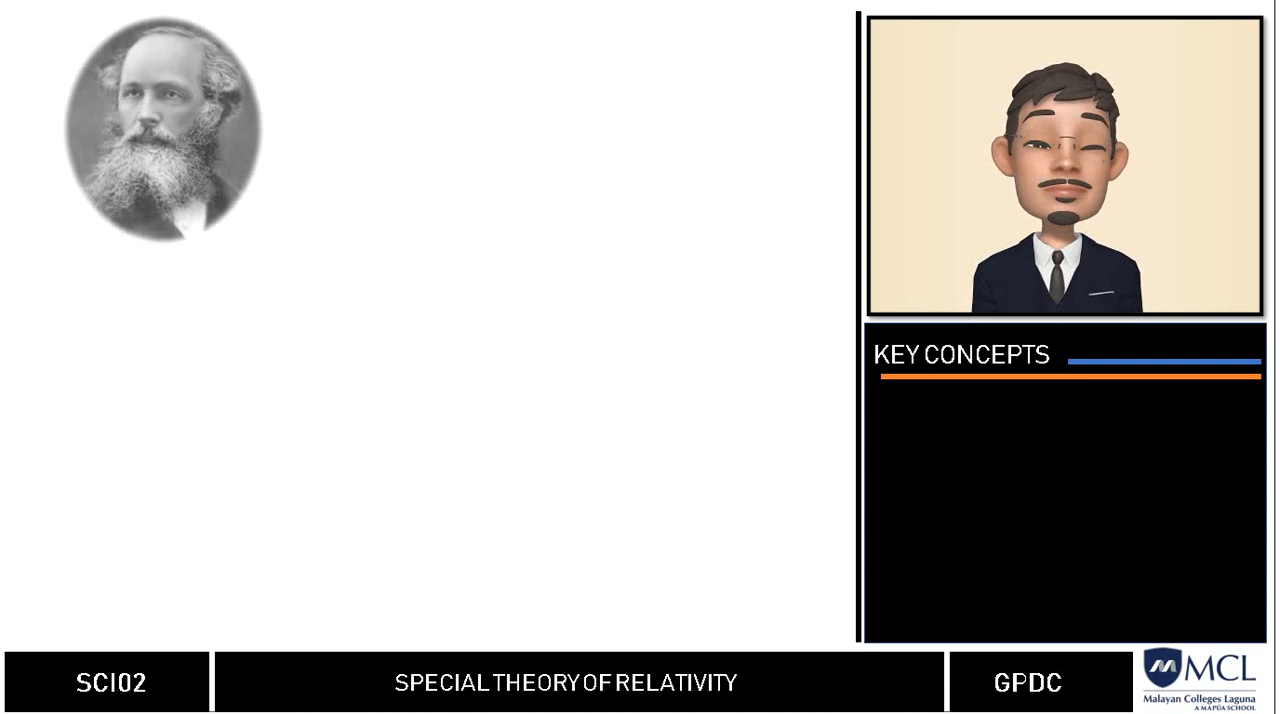 KEY CONCEPTS
SCI02
SPECIAL THEORY OF RELATIVITY
GPDC
MCL
Malayan Colleges Laguna
A MAPÚA SCHOOL